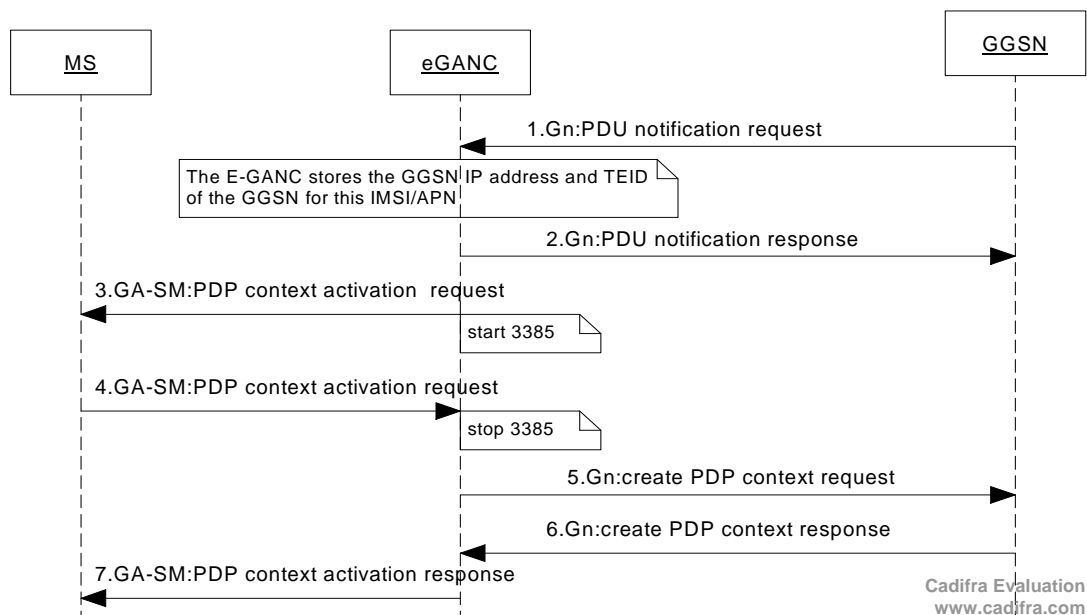 MS
eGANC
GGSN
1.Gn:PDU notification request
The E-GANC stores the GGSN IP address and TEID
of the GGSN for this IMSI/APN
2.Gn:PDU notification response
3.GA-SM:PDP context activation request
start 3385
4.GA-SM:PDP context activation request
stop 3385
5.Gn:create PDP context request
6.Gn:create PDP context response
7.GA-SM:PDP context activation response
Cadifra Evaluation
www.cadifra.com